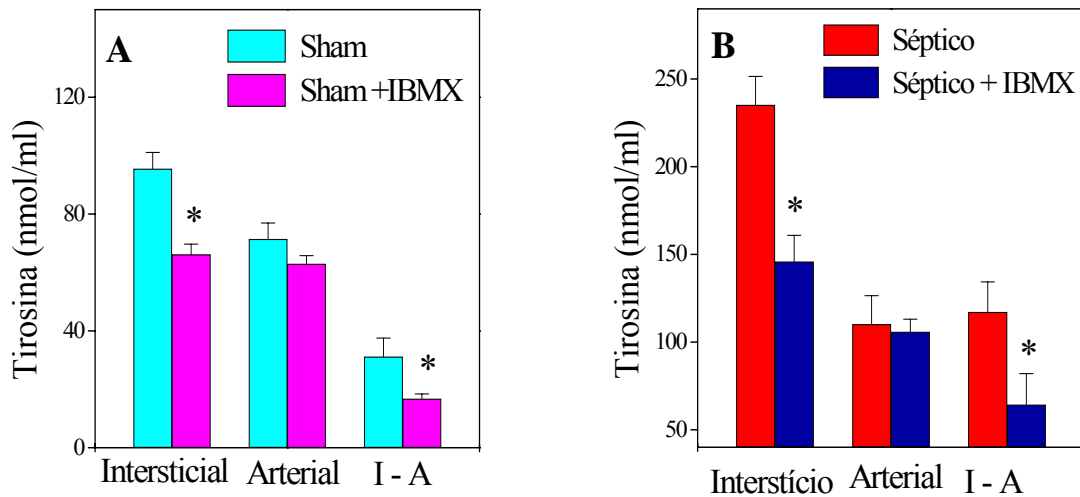 A
Sham
Sham +IBMX
Tirosina (nmol/ml)
120
80
40
0
Intersticial
Arterial
I - A
*
*
B
Séptico
Séptico + IBMX
Tirosina (nmol/ml)
250
200
150
100
50
Interstício
Arterial
I - A
*
*